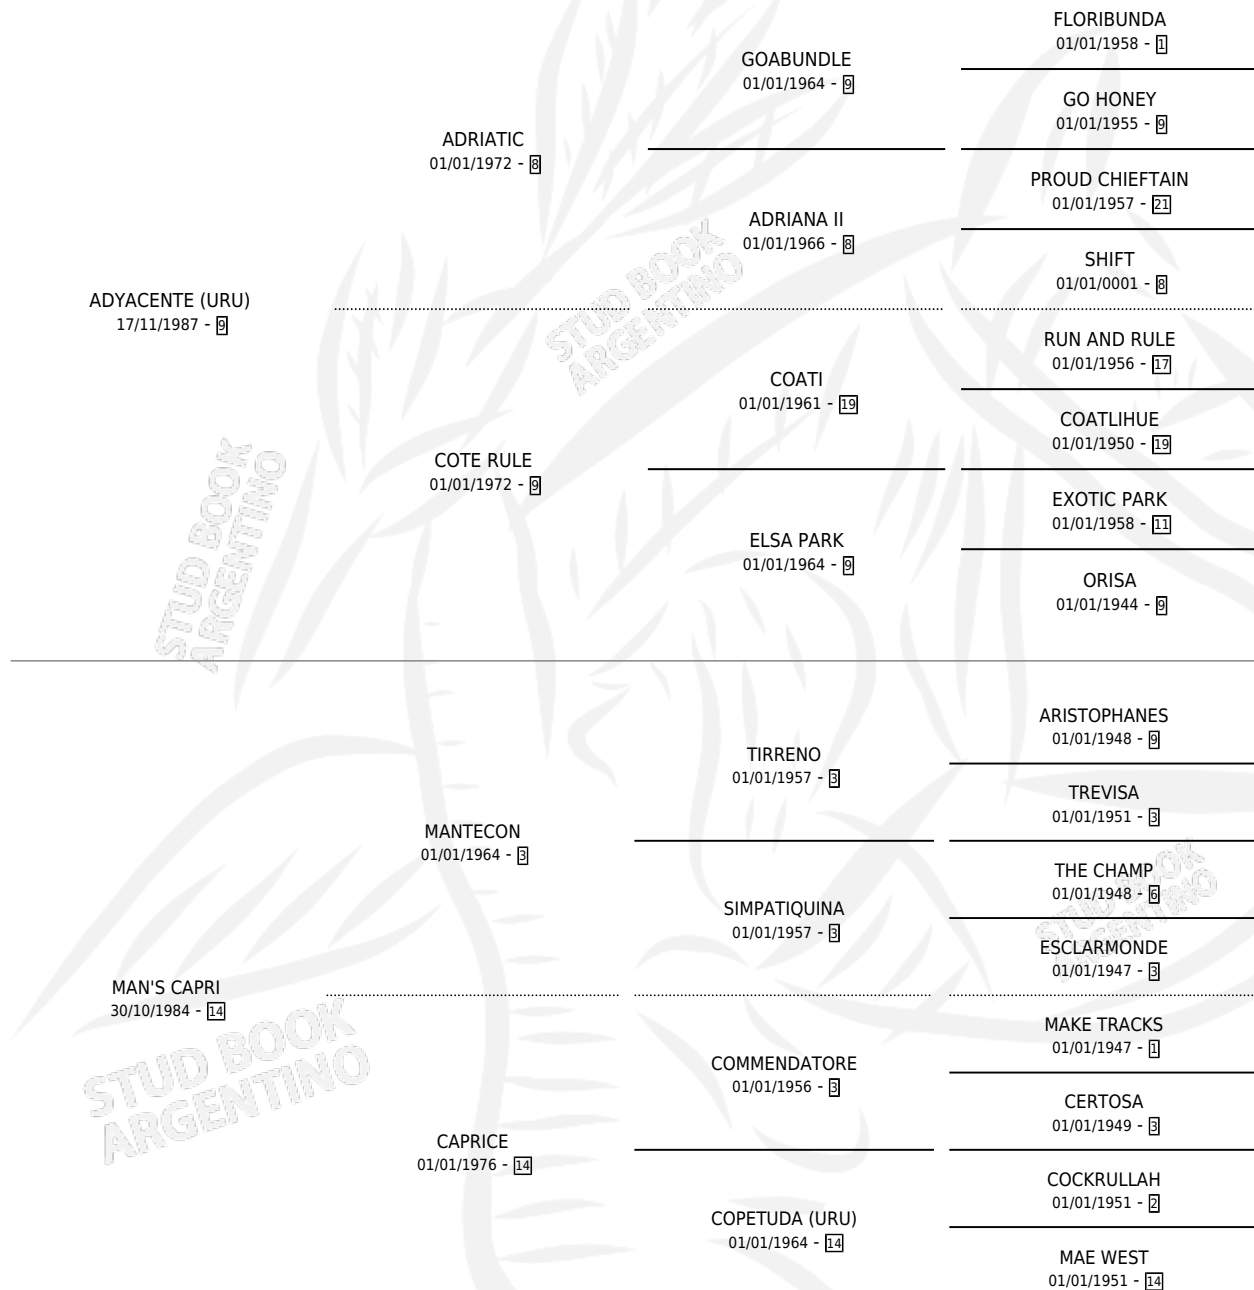 FLORIBUNDA
01/01/1958 - 1
GOABUNDLE
01/01/1964 - 9
GO HONEY
01/01/1955 - 9
ADRIATIC
01/01/1972 - 8
PROUD CHIEFTAIN
01/01/1957 - 21
ADRIANA II
01/01/1966 - 8
SHIFT
01/01/0001 - 8
ADYACENTE (URU)
17/11/1987 - 9
RUN AND RULE
01/01/1956 - 17
COATI
01/01/1961 - 19
COATLIHUE
01/01/1950 - 19
COTE RULE
01/01/1972 - 9
EXOTIC PARK
01/01/1958 - 11
ELSA PARK
01/01/1964 - 9
ORISA
01/01/1944 - 9
ARISTOPHANES
01/01/1948 - 9
TIRRENO
01/01/1957 - 3
TREVISA
01/01/1951 - 3
MANTECON
01/01/1964 - 3
THE CHAMP
01/01/1948 - 6
SIMPATIQUINA
01/01/1957 - 3
ESCLARMONDE
01/01/1947 - 3
MAN'S CAPRI
30/10/1984 - 14
MAKE TRACKS
01/01/1947 - 1
COMMENDATORE
01/01/1956 - 3
CERTOSA
01/01/1949 - 3
CAPRICE
01/01/1976 - 14
COCKRULLAH
01/01/1951 - 2
COPETUDA (URU)
01/01/1964 - 14
MAE WEST
01/01/1951 - 14
STUD BOOK
ARGENTINO
STUD BOOK
ARGENTINO
STUD BOOK
ARGENTINO
STUD BOOK
ARGENTINO